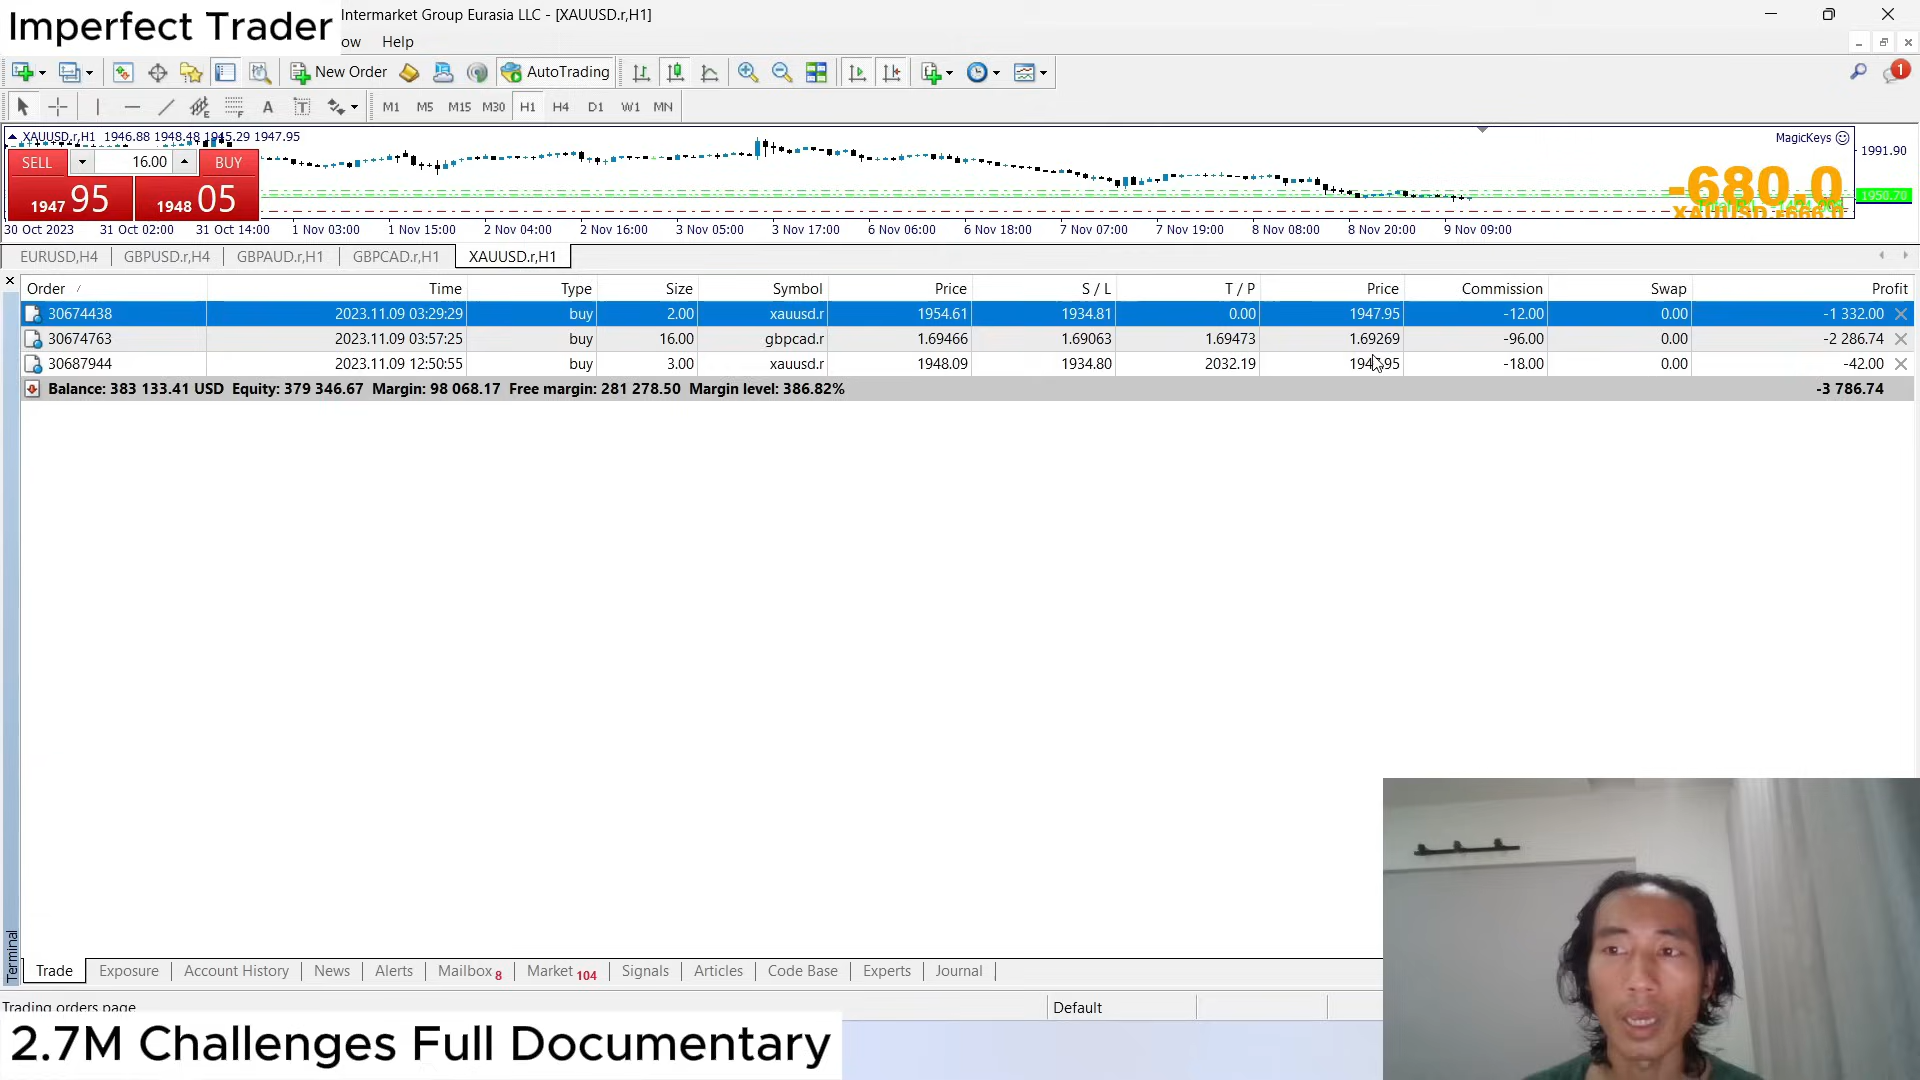 Imperfect Trader
Intermarket Group Eurasia LLC - [XAUUSD.r,H1]
ow Help
New Order AutoTrading 1
A T M1 M5 M15 M30 H1 H4 D1 W1 MN
XAUUSD.r,H1 1946.88 1948.48 1945.29 1947.95
MagicKeys
1991.90
SELL 16.00 BUY
1947 95 1948 05
-680.0
1950.70
30 Oct 2023 31 Oct 02:00 31 Oct 14:00 1 Nov 03:00 1 Nov 15:00 2 Nov 04:00 2 Nov 16:00 3 Nov 05:00 3 Nov 17:00 6 Nov 06:00 6 Nov 18:00 7 Nov 07:00 7 Nov 19:00 8 Nov 08:00 8 Nov 20:00 9 Nov 09:00
EURUSD,H4 GBPUSD.r,H4 GBPAUD.r,H1 GBPCAD.r,H1 XAUUSD.r,H1
Order / Time Type Size Symbol Price S / L T / P Price Commission Swap Profit
30674438 2023.11.09 03:29:29 buy 2.00 xauusd.r 1954.61 1934.81 0.00 1947.95 -12.00 0.00 -1 332.00
30674763 2023.11.09 03:57:25 buy 16.00 gbpcad.r 1.69466 1.69063 1.69473 1.69269 -96.00 0.00 -2 286.74
30687944 2023.11.09 12:50:55 buy 3.00 xauusd.r 1948.09 1934.80 2032.19 1947.95 -18.00 0.00 -42.00
Balance: 383 133.41 USD Equity: 379 346.67 Margin: 98 068.17 Free margin: 281 278.50 Margin level: 386.82% -3 786.74
Terminal
Trade Exposure Account History News Alerts Mailbox 8 Market 104 Signals Articles Code Base Experts Journal
Trading orders page Default
2.7M Challenges Full Documentary